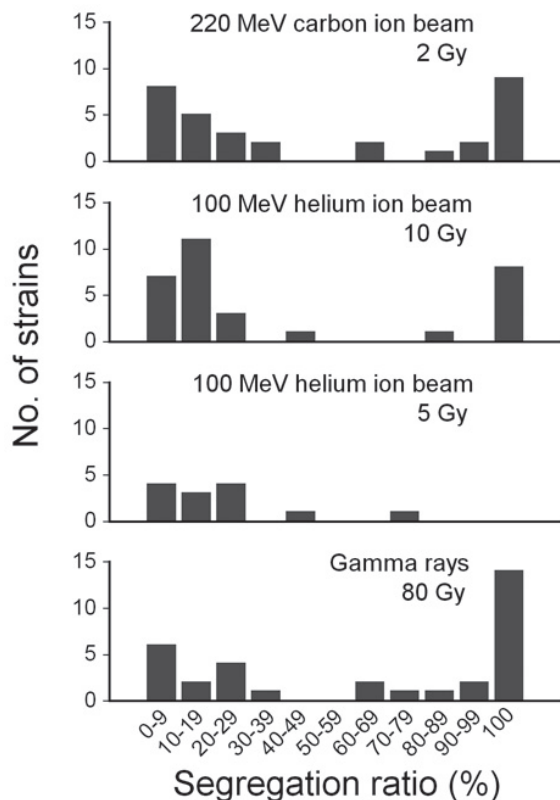 220 MeV carbon ion beam
2 Gy
15
10
5
0
100 MeV helium ion beam
10 Gy
15
10
5
0
No. of strains
100 MeV helium ion beam
5 Gy
15
10
5
0
Gamma rays
80 Gy
15
10
5
0
0-9
10-19
20-29
30-39
40-49
50-59
60-69
70-79
80-89
90-99
100
Segregation ratio (%)